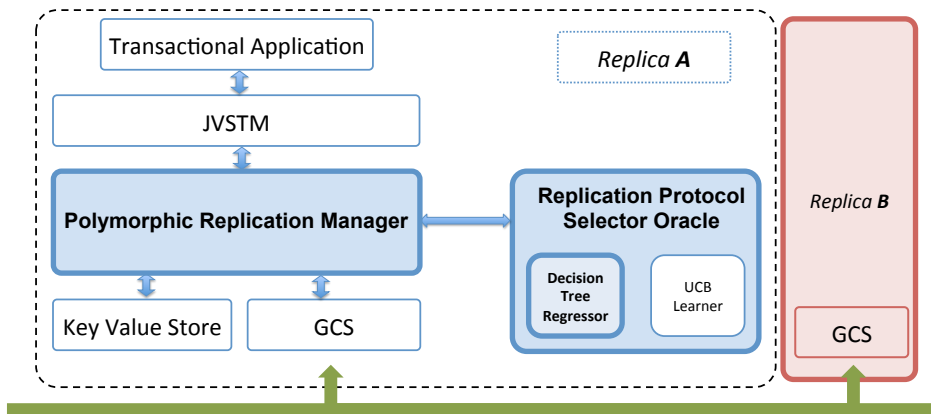 Transactional Application
Replica A
JVSTM
Polymorphic Replication Manager
Replication Protocol
Selector Oracle
Decision
Tree
Regressor
UCB
Learner
Key Value Store
GCS
Replica B
GCS